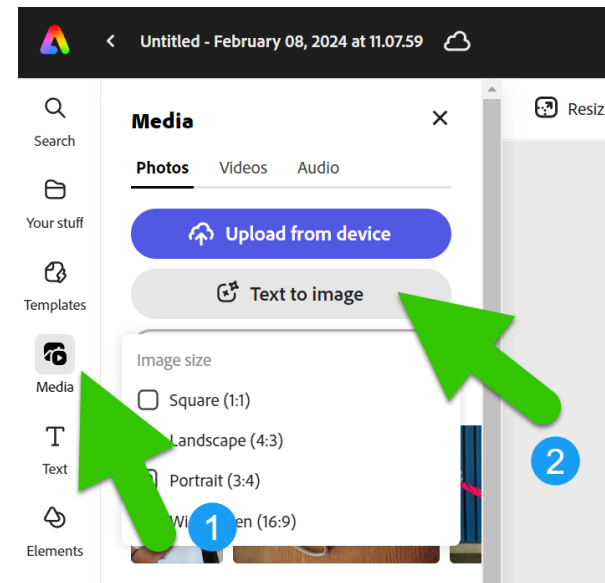 Untitled - February 08, 2024 at 11.07.59
Resiz
Search
Your stuff
Templates
Media
Text
Elements
Media
Photos Videos Audio
Upload from device
Text to image
Image size
Square (1:1)
Landscape (4:3)
Portrait (3:4)
(16:9)
1
2